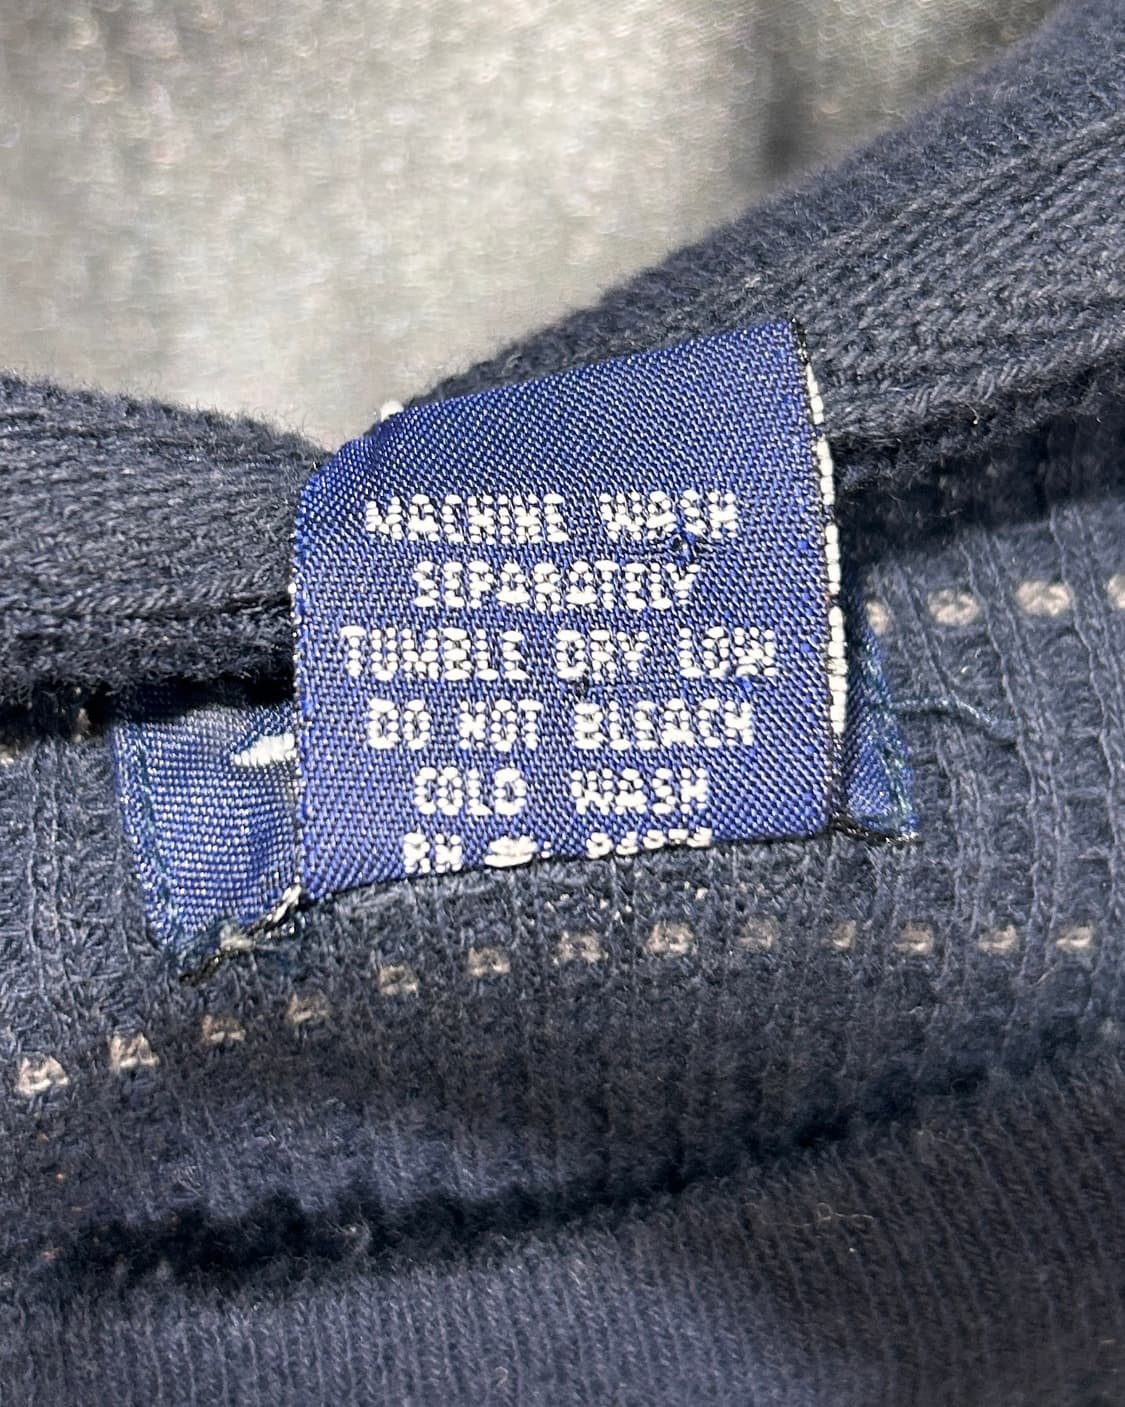 MACHINE WASH
SEPARATELY
TUMBLE DRY LOW
DO NOT BLEACH
COLD WASH
RN